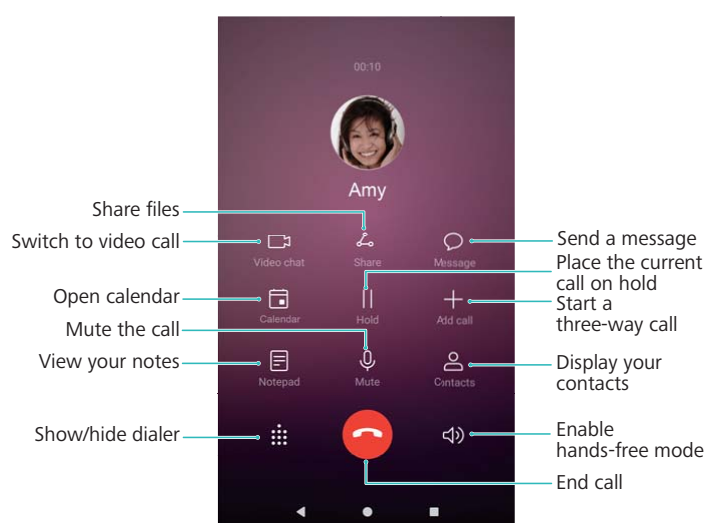 00:10
Amy
Share files
Switch to video call
Send a message
Video chat
Share
Message
Place the current
call on hold
Open calendar
Start a
three-way call
Calendar
Hold
Add call
Mute the call
View your notes
Display your
contacts
Notepad
Mute
Contacts
Show/hide dialer
Enable
hands-free mode
End call